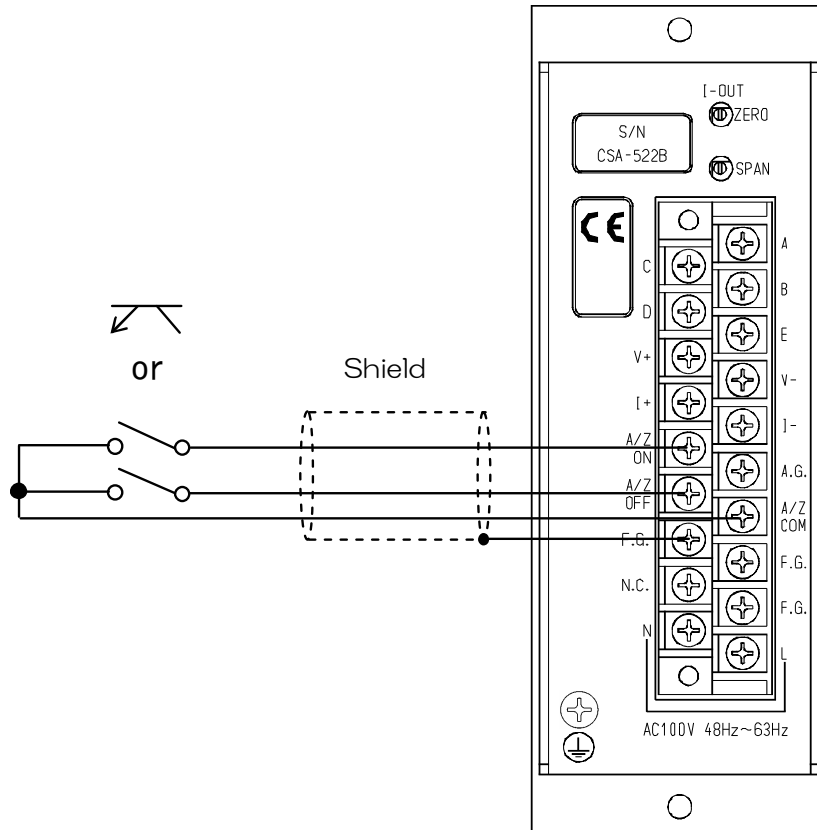 I-OUT
ZERO
S/N
CSA-522B
SPAN
CE
A
C
B
D
E
V+
V-
I+
I-
A/Z
ON
A.G.
A/Z
OFF
A/Z
COM
F.G.
F.G.
N.C.
F.G.
N
L
AC100V 48Hz~63Hz
or
Shield